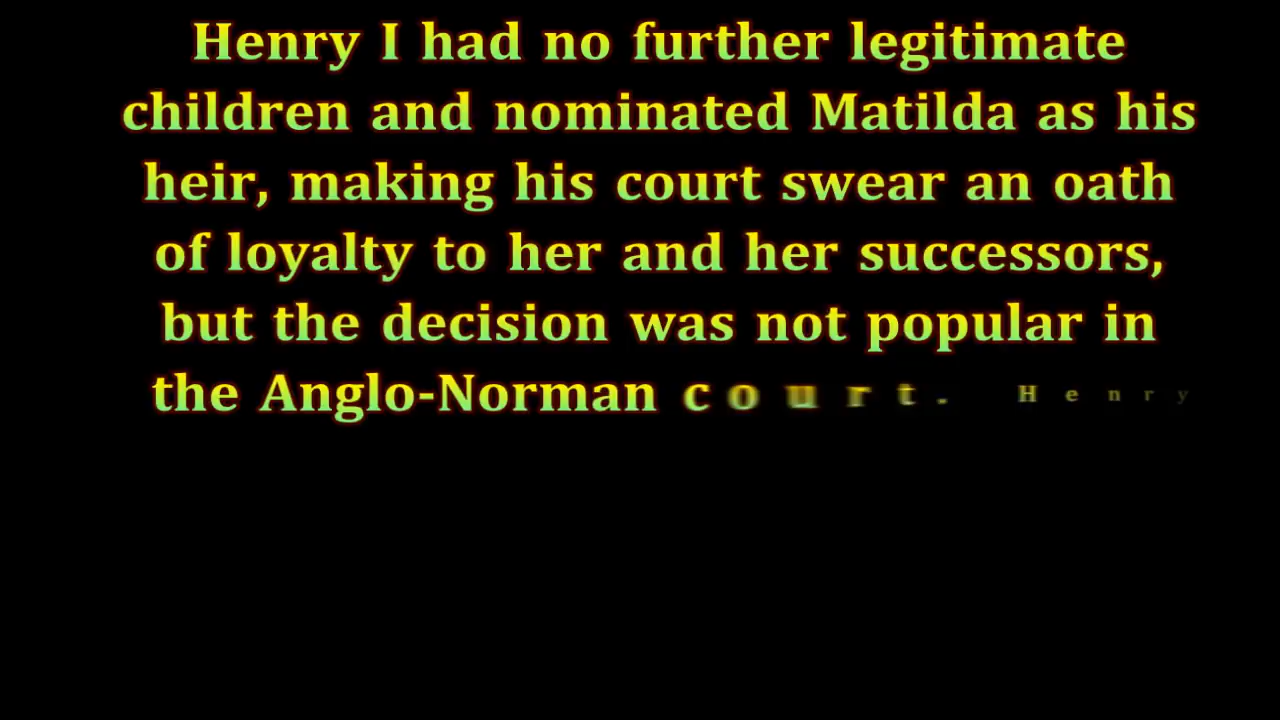 Henry I had no further legitimate
children and nominated Matilda as his
heir, making his court swear an oath
of loyalty to her and her successors,
but the decision was not popular in
the Anglo-Norman court. Henry